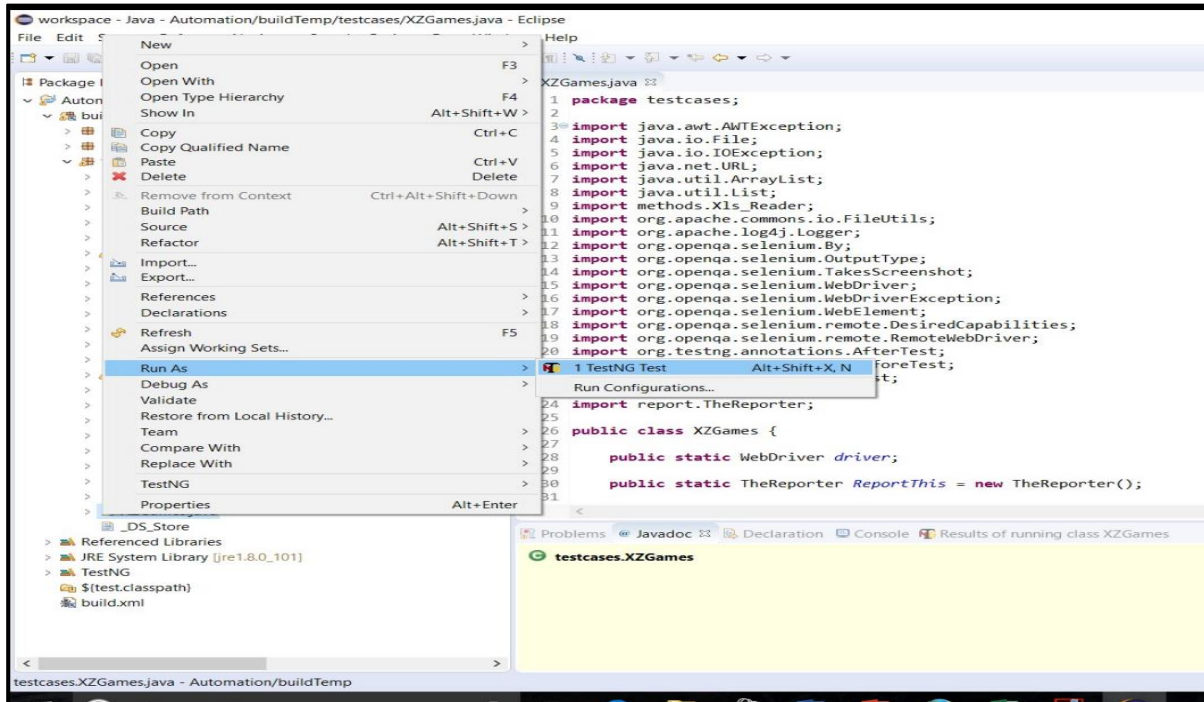 workspace - Java - Automation/buildTemp/testcases/XZGames.java - Eclipse
File Edit Help
Package
Autom
bui
New >
Open F3
Open With >
Open Type Hierarchy F4
Show In Alt+Shift+W >
Copy Ctrl+C
Copy Qualified Name
Paste Ctrl+V
Delete Delete
Remove from Context Ctrl+Alt+Shift+Down
Build Path >
Source Alt+Shift+S >
Refactor Alt+Shift+T >
Import...
Export...
References >
Declarations >
Refresh F5
Assign Working Sets...
Run As >
Debug As >
Validate
Restore from Local History...
Team >
Compare With >
Replace With >
TestNG >
Properties Alt+Enter
1 TestNG Test Alt+Shift+X, N
Run Configurations...
_DS_Store
Referenced Libraries
JRE System Library [jre1.8.0_101]
TestNG
${test.classpath}
build.xml
XZGames.java
1 package testcases;
2
3 import java.awt.AWTException;
4 import java.io.File;
5 import java.io.IOException;
6 import java.net.URL;
7 import java.util.ArrayList;
8 import java.util.List;
9 import methods.Xls_Reader;
10 import org.apache.commons.io.FileUtils;
11 import org.apache.log4j.Logger;
12 import org.openqa.selenium.By;
13 import org.openqa.selenium.OutputType;
14 import org.openqa.selenium.TakesScreenshot;
15 import org.openqa.selenium.WebDriver;
16 import org.openqa.selenium.WebDriverException;
17 import org.openqa.selenium.WebElement;
18 import org.openqa.selenium.remote.DesiredCapabilities;
19 import org.openqa.selenium.remote.RemoteWebDriver;
20 import org.testng.annotations.AfterTest;
foreTest;
st;
24 import report.TheReporter;
25
26 public class XZGames {
27
28 public static WebDriver driver;
29
30 public static TheReporter ReportThis = new TheReporter();
31
Problems Javadoc Declaration Console Results of running class XZGames
testcases.XZGames
testcases.XZGames.java - Automation/buildTemp